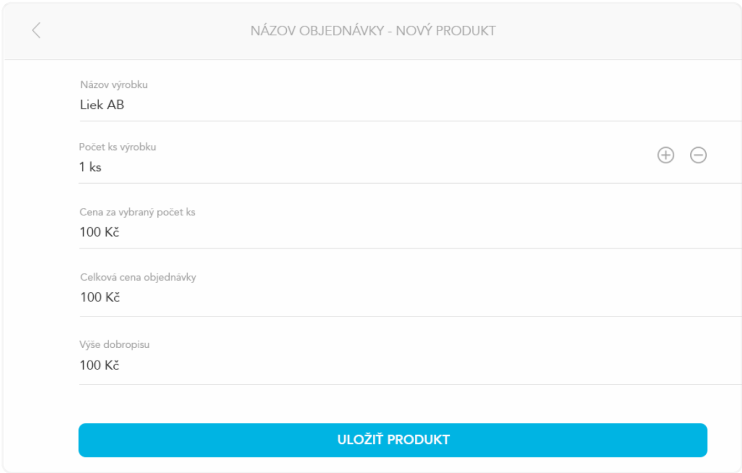 NÁZOV OBJEDNÁVKY - NOVÝ PRODUKT
Názov výrobku
Liek AB
Počet ks výrobku
1 ks
Cena za vybraný počet ks
100 Kč
Celková cena objednávky
100 Kč
Výše dobropisu
100 Kč
ULOŽIŤ PRODUKT